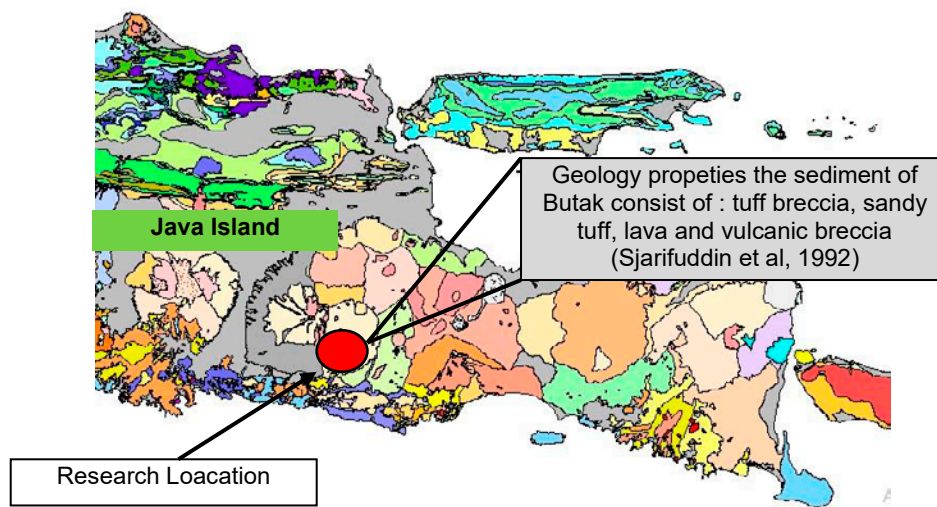 Geology propeties the sediment of
Butak consist of : tuff breccia, sandy
tuff, lava and vulcanic breccia
(Sjarifuddin et al, 1992)
Java Island
Research Loacation